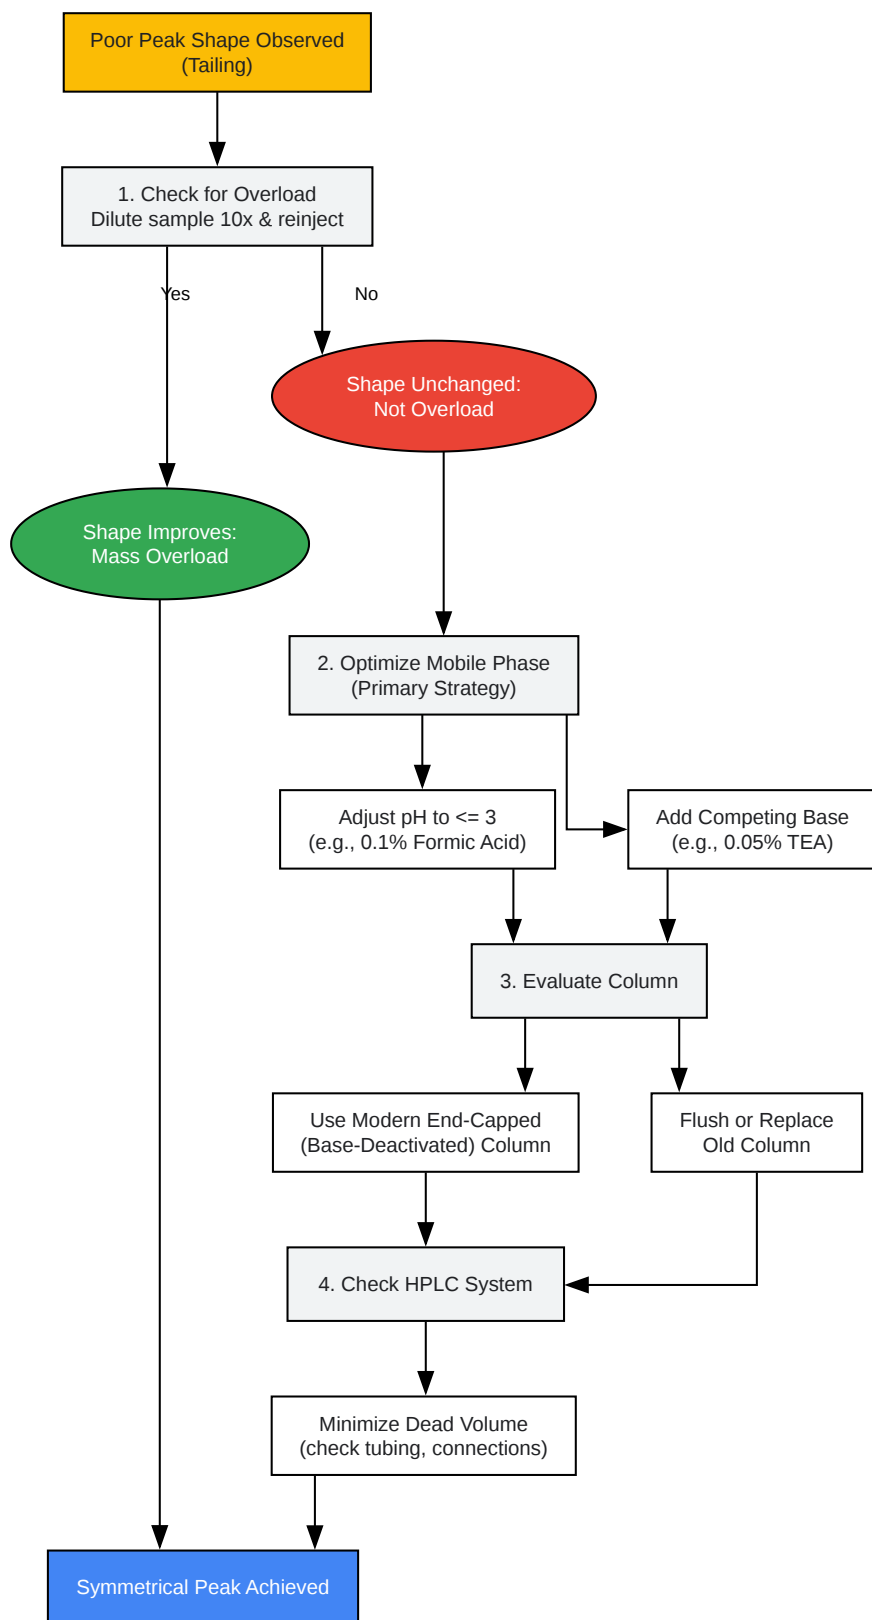 Poor Peak Shape Observed
(Tailing)
1. Check for Overload
Dilute sample 10x & reinject
Yes
No
Shape Unchanged:
Not Overload
Shape Improves:
Mass Overload
2. Optimize Mobile Phase
(Primary Strategy)
Adjust pH to <= 3
(e.g., 0.1% Formic Acid)
Add Competing Base
(e.g., 0.05% TEA)
3. Evaluate Column
Use Modern End-Capped
(Base-Deactivated) Column
Flush or Replace
Old Column
4. Check HPLC System
Minimize Dead Volume
(check tubing, connections)
Symmetrical Peak Achieved